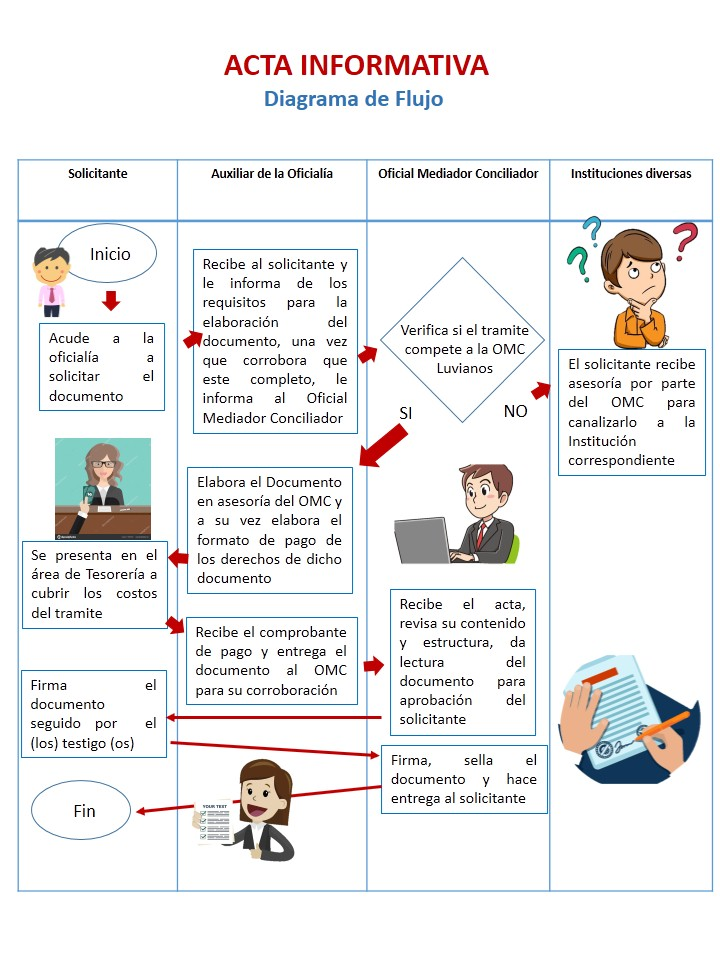 ACTA INFORMATIVA
Diagrama de Flujo
Solicitante
Auxiliar de la Oficialía
Oficial Mediador Conciliador
Instituciones diversas
Inicio
Acude a la
oficialía a
solicitar el
documento
Recibe al solicitante y
le informa de los
requisitos para la
elaboración del
documento, una vez
que corrobora que
este completo, le
informa al Oficial
Mediador Conciliador
Verifica si el tramite
compete a la OMC
Luvianos
SI
NO
El solicitante recibe
asesoría por parte
del OMC para
canalizarlo a la
Institución
correspondiente
Elabora el Documento
en asesoría del OMC y
a su vez elabora el
formato de pago de
los derechos de dicho
documento
Se presenta en el
área de Tesorería a
cubrir los costos
del tramite
Recibe el comprobante
de pago y entrega el
documento al OMC
para su corroboración
Recibe el acta,
revisa su contenido
y estructura, da
lectura del
documento para
aprobación del
solicitante
Firma el
documento
seguido por el
(los) testigo (os)
Firma, sella el
documento y hace
entrega al solicitante
YOUR TEXT
Fin